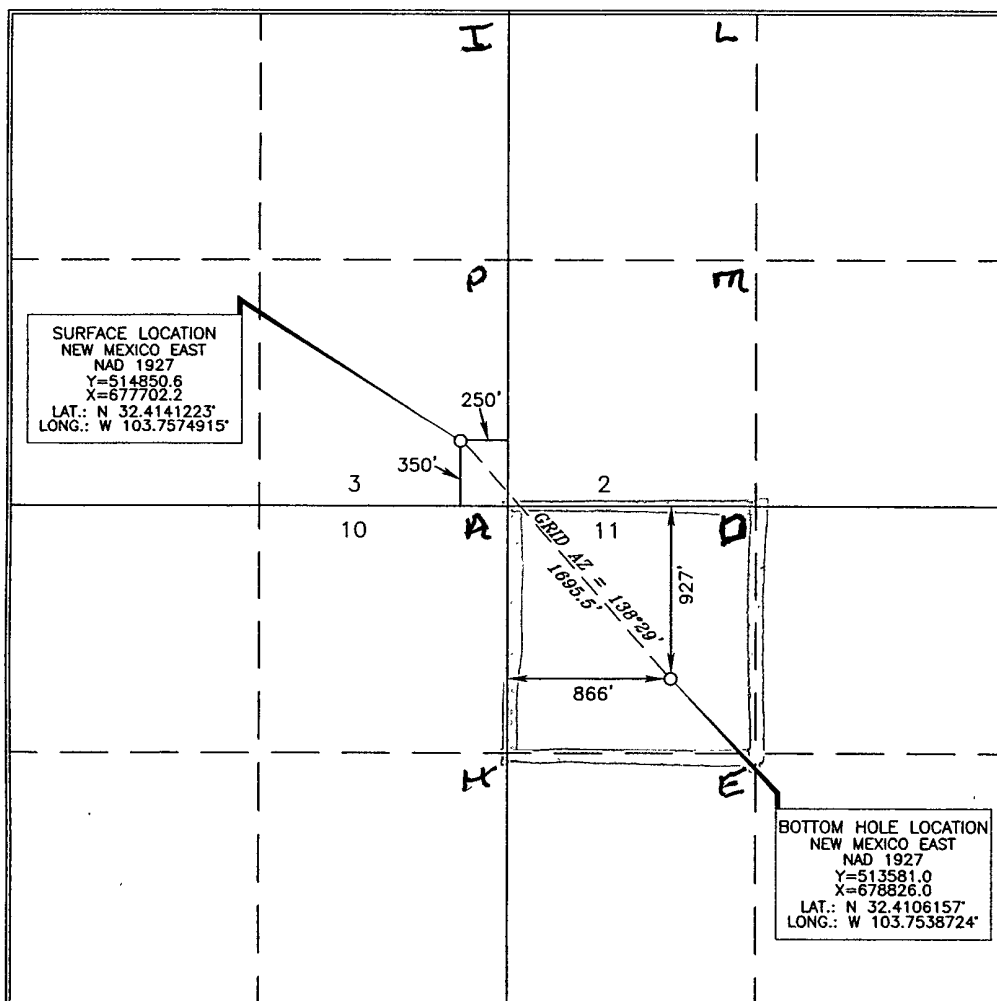 I
L
P
M
SURFACE LOCATION
NEW MEXICO EAST
NAD 1927
Y=514850.6
X=677702.2
LAT.: N 32.4141223°
LONG.: W 103.7574915°
250'
350'
3
2
10
A
11
D
GRID AZ = 138°29'
1695.5'
927'
866'
H
E
BOTTOM HOLE LOCATION
NEW MEXICO EAST
NAD 1927
Y=513581.0
X=678826.0
LAT.: N 32.4106157°
LONG.: W 103.7538724°